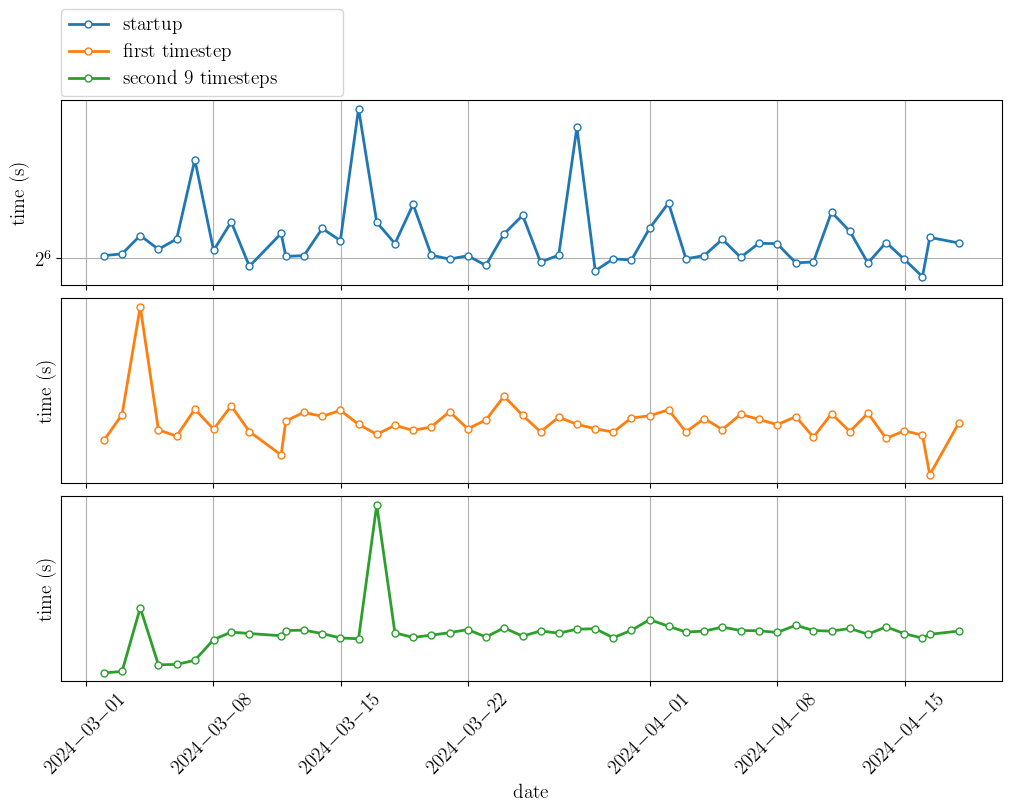 startup
first timestep
second 9 timesteps
time (s)
2⁶
time (s)
time (s)
2024−03−01
2024−03−08
2024−03−15
2024−03−22
2024−04−01
2024−04−08
2024−04−15
date